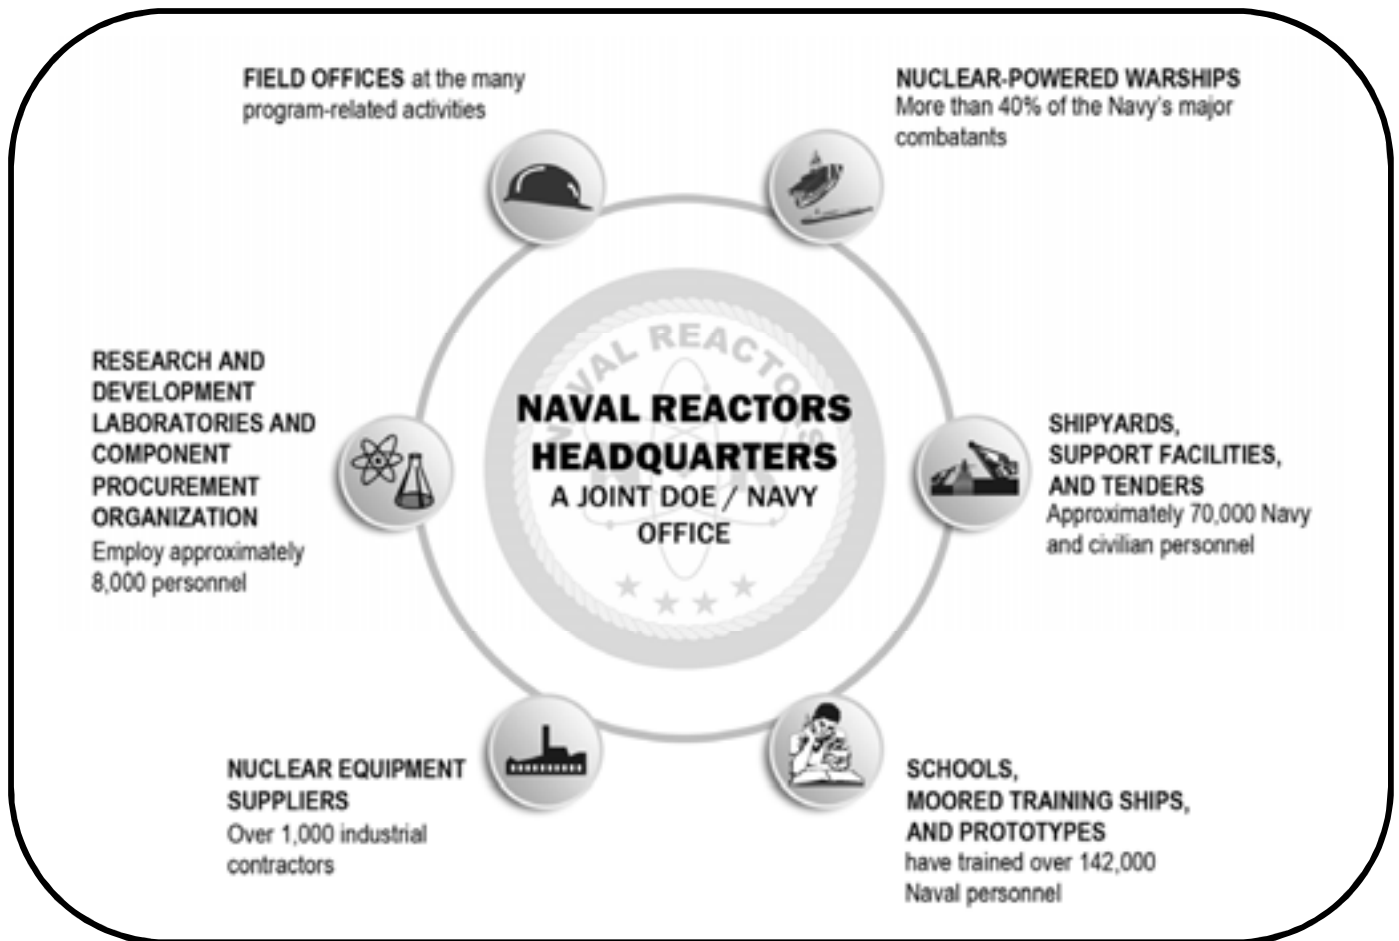 FIELD OFFICES at the many
program-related activities
NUCLEAR-POWERED WARSHIPS
More than 40% of the Navy's major
combatants
RESEARCH AND
DEVELOPMENT
LABORATORIES AND
COMPONENT
PROCUREMENT
ORGANIZATION
Employ approximately
8,000 personnel
NAVAL REACTORS
NAVAL REACTORS
HEADQUARTERS
A JOINT DOE / NAVY
OFFICE
SHIPYARDS,
SUPPORT FACILITIES,
AND TENDERS
Approximately 70,000 Navy
and civilian personnel
NUCLEAR EQUIPMENT
SUPPLIERS
Over 1,000 industrial
contractors
SCHOOLS,
MOORED TRAINING SHIPS,
AND PROTOTYPES
have trained over 142,000
Naval personnel